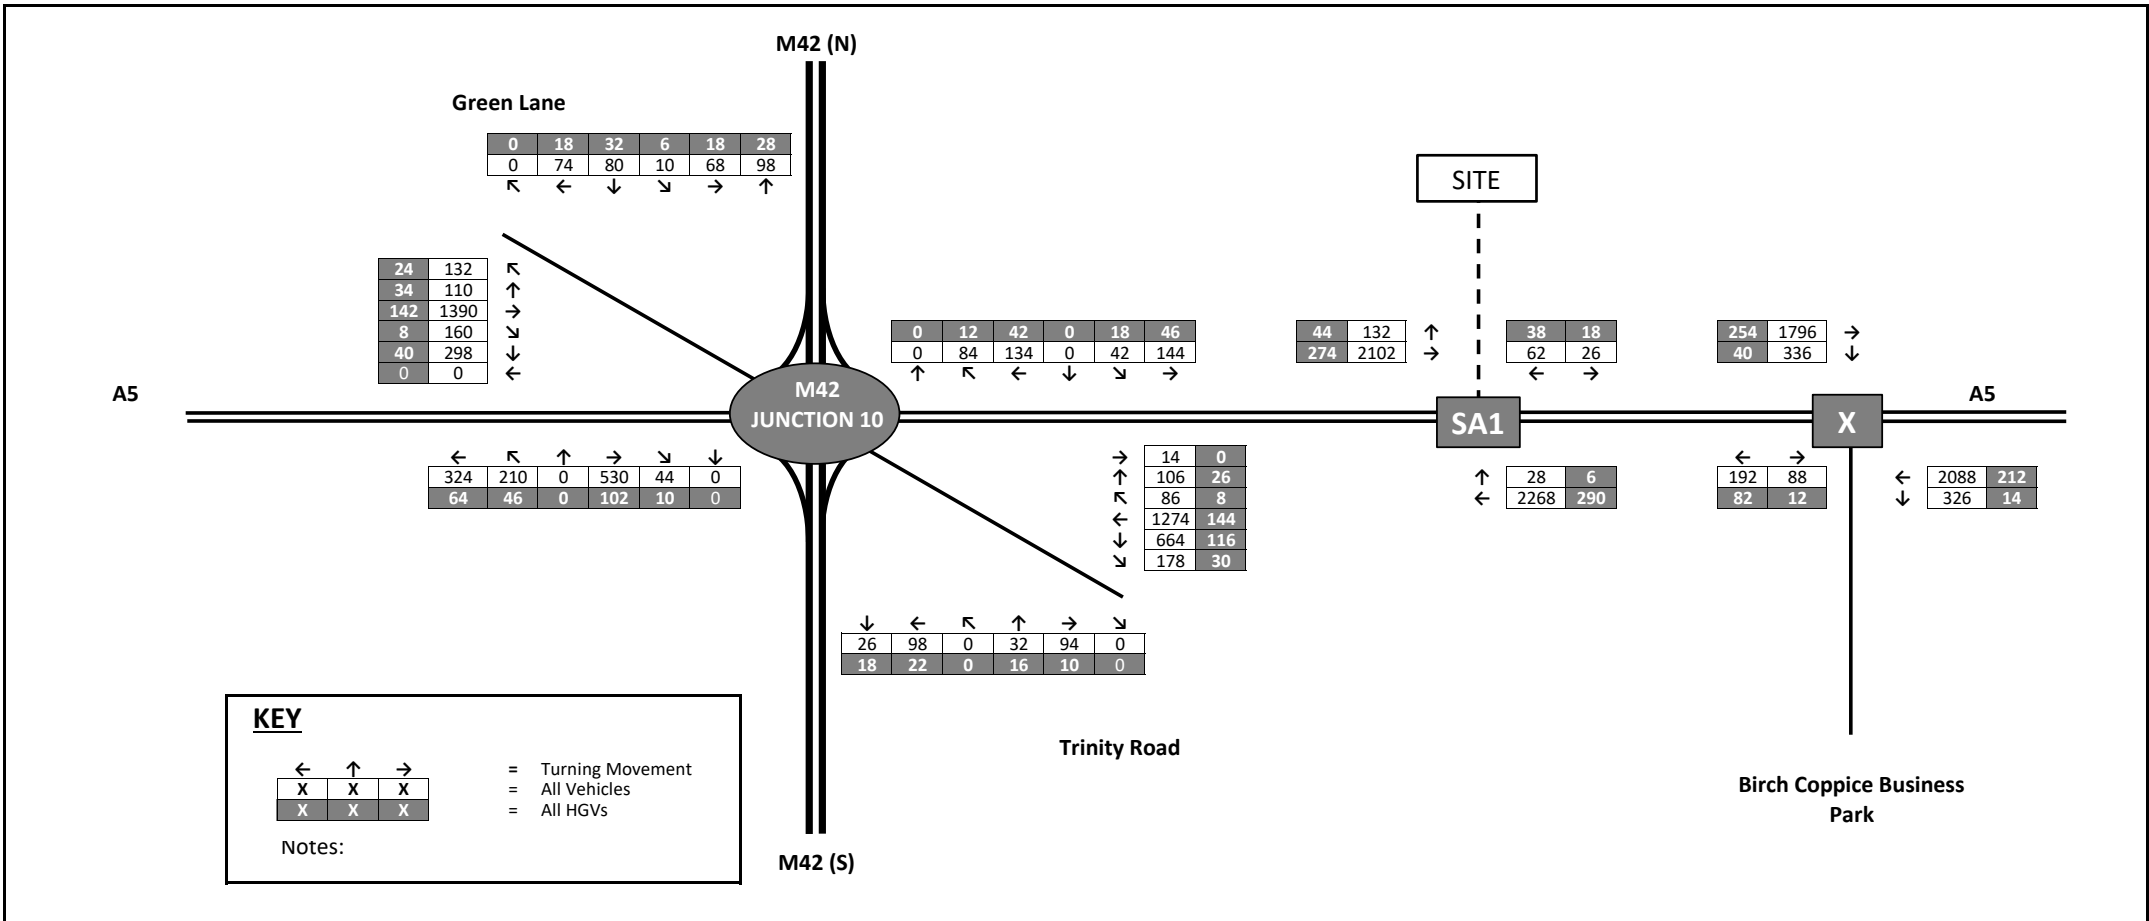 M42 (N)
Green Lane
0 18 32 6 18 28
0 74 80 10 68 98
↖ ← ↓ ↘ → ↑
SITE
24 132 ↖
34 110 ↑
142 1390 →
8 160 ↘
40 298 ↓
0 0 ←
0 12 42 0 18 46
0 84 134 0 42 144
↑ ↖ ← ↓ ↘ →
44 132 ↑
274 2102 →
38 18
62 26
← →
254 1796 →
40 336 ↓
A5
M42
JUNCTION 10
SA1
X
A5
← ↖ ↑ → ↘ ↓
324 210 0 530 44 0
64 46 0 102 10 0
→ 14 0
↑ 106 26
↖ 86 8
← 1274 144
↓ 664 116
↘ 178 30
↑ 28 6
← 2268 290
← →
192 88
82 12
← 2088 212
↓ 326 14
↓ ← ↖ ↑ → ↘
26 98 0 32 94 0
18 22 0 16 10 0
KEY
← ↑ → = Turning Movement
X X X = All Vehicles
X X X = All HGVs
Notes:
Trinity Road
Birch Coppice Business
Park
M42 (S)